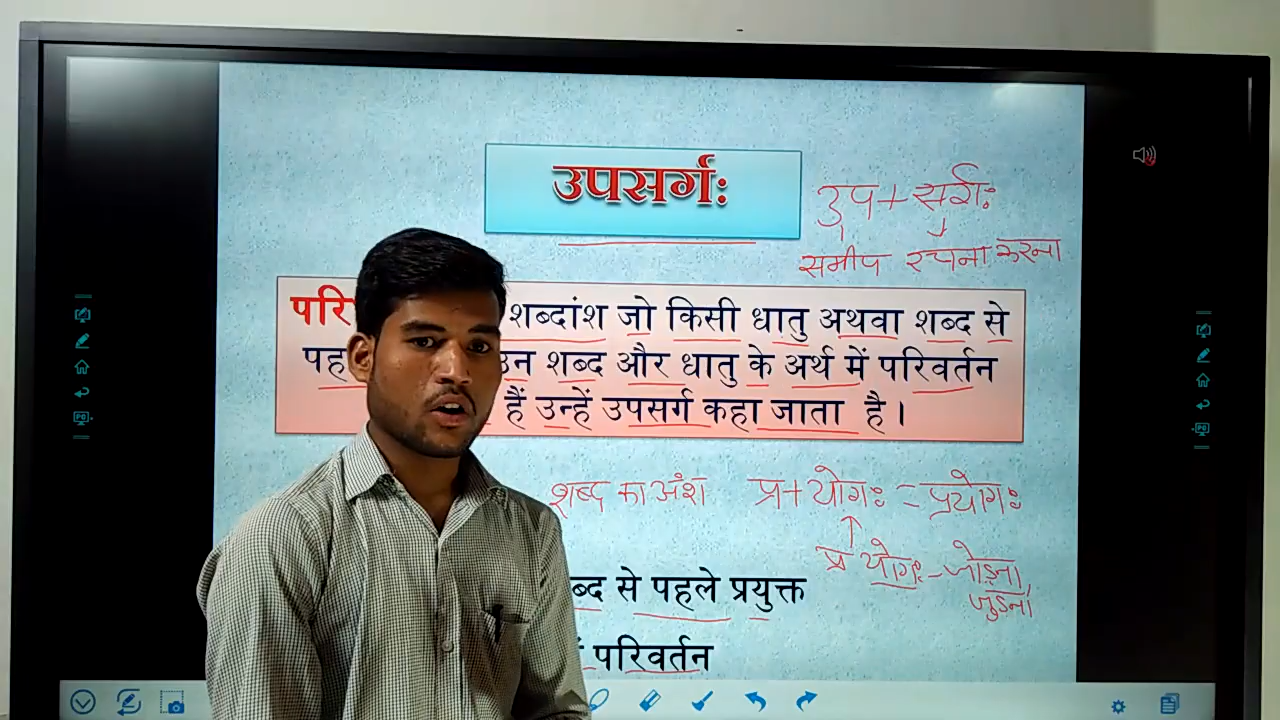 उपसर्गः
उप + सर्गः
समीप रचना करना
परि शब्दांश जो किसी धातु अथवा शब्द से
पह उन शब्द और धातु के अर्थ में परिवर्तन
हैं उन्हें उपसर्ग कहा जाता है।
शब्द का अंश प्र + योगः = प्रयोगः
प्र योगः - जोड़ना,
जुड़ना
ब्द से पहले प्रयुक्त
परिवर्तन